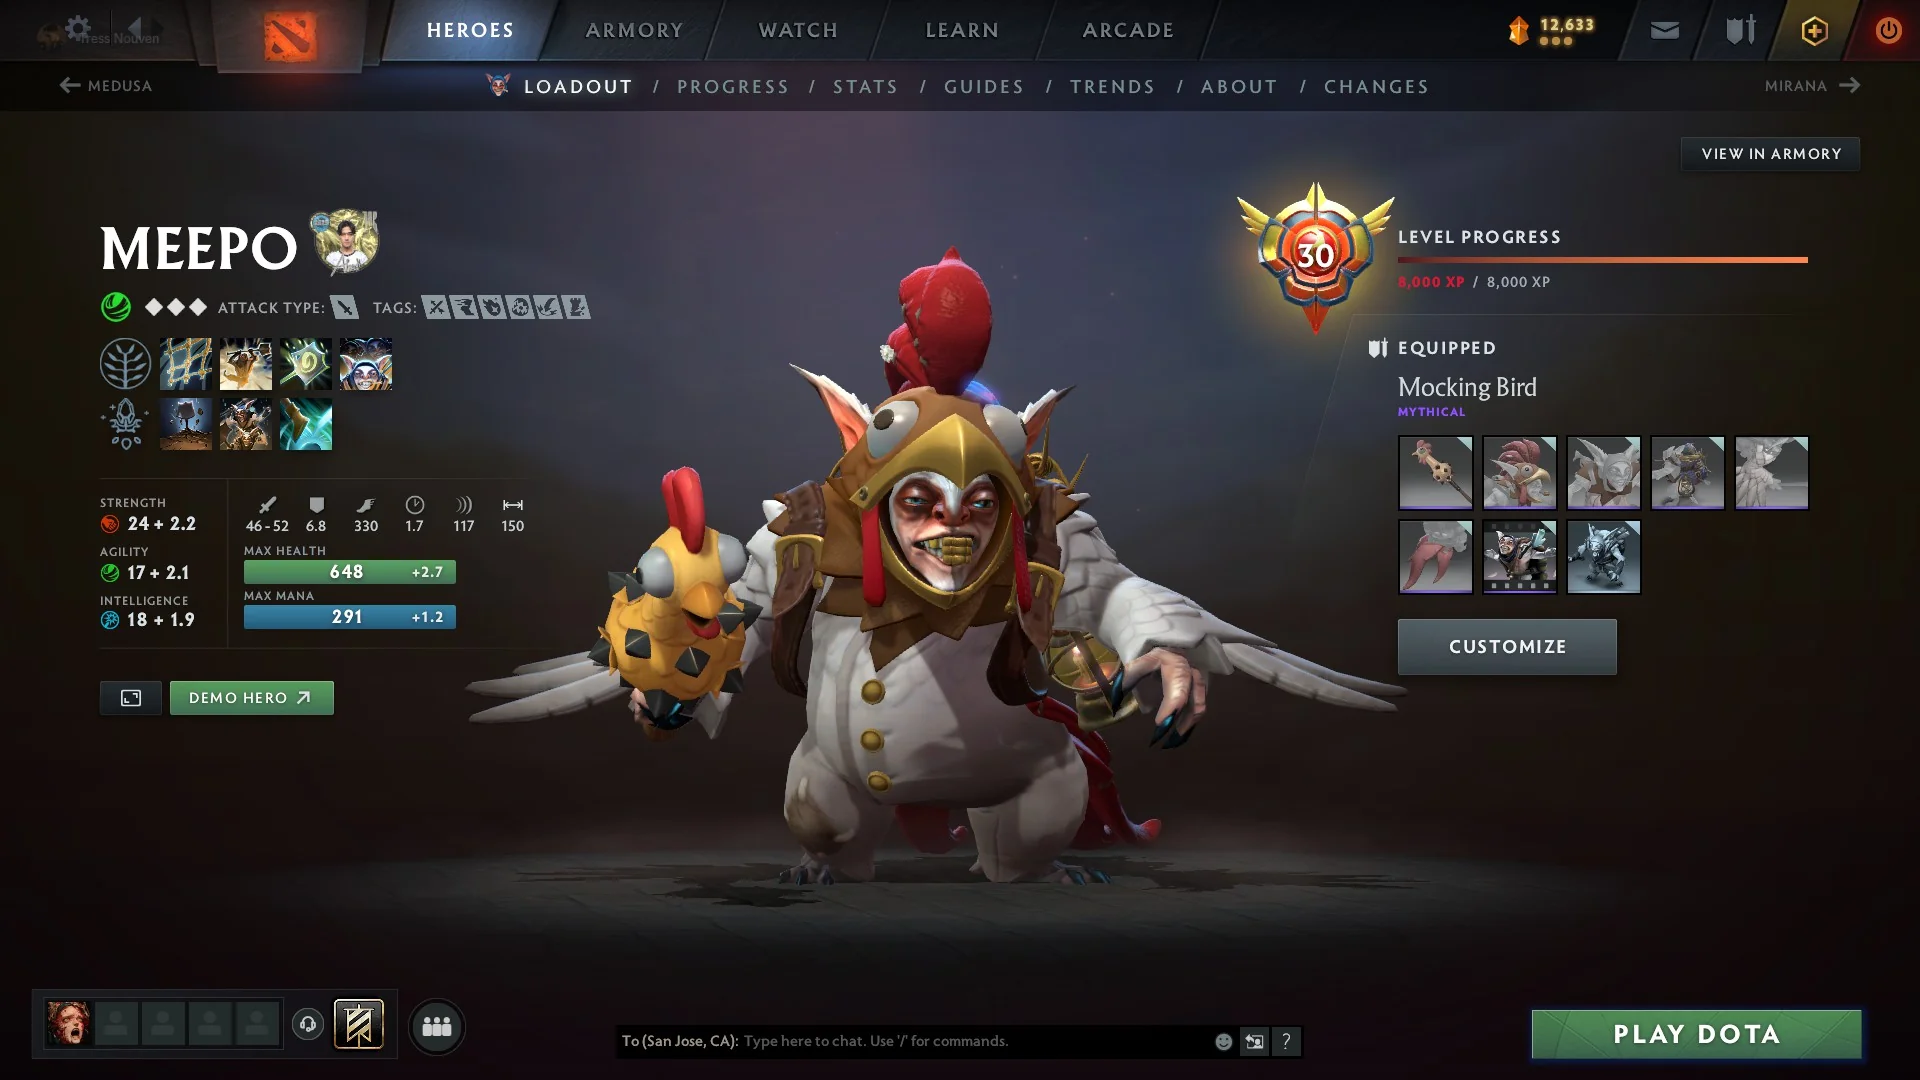 HEROES
ARMORY
WATCH
LEARN
ARCADE
12,633
MEDUSA
LOADOUT / PROGRESS / STATS / GUIDES / TRENDS / ABOUT / CHANGES
MIRANA
VIEW IN ARMORY
MEEPO
ATTACK TYPE:
TAGS:
30
LEVEL PROGRESS
8,000 XP / 8,000 XP
EQUIPPED
Mocking Bird
MYTHICAL
STRENGTH
24 + 2.2
AGILITY
17 + 2.1
INTELLIGENCE
18 + 1.9
46-52 6.8 330 1.7 117 150
MAX HEALTH
648 +2.7
MAX MANA
291 +1.2
CUSTOMIZE
DEMO HERO
To (San Jose, CA): Type here to chat. Use '/' for commands.
?
PLAY DOTA